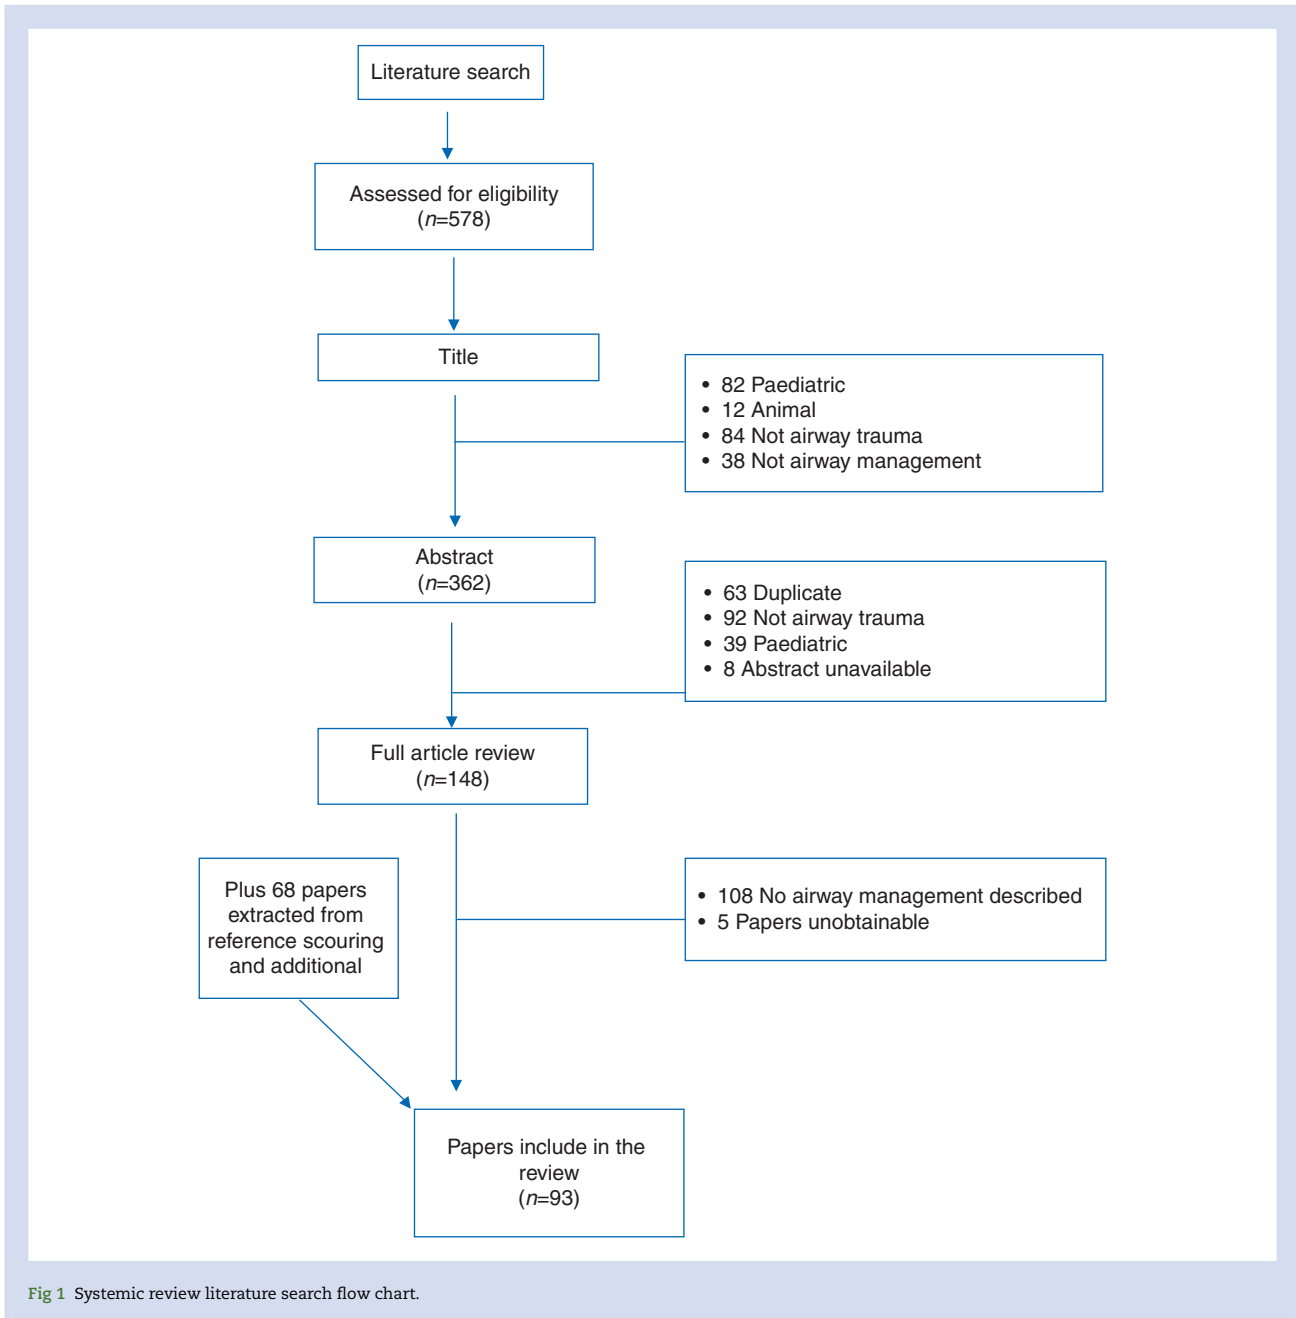 Literature search
Assessed for eligibility
(n=578)
Title
• 82 Paediatric
• 12 Animal
• 84 Not airway trauma
• 38 Not airway management
Abstract
(n=362)
• 63 Duplicate
• 92 Not airway trauma
• 39 Paediatric
• 8 Abstract unavailable
Full article review
(n=148)
Plus 68 papers
extracted from
reference scouring
and additional
• 108 No airway management described
• 5 Papers unobtainable
Papers include in the
review
(n=93)
Fig 1 Systemic review literature search flow chart.